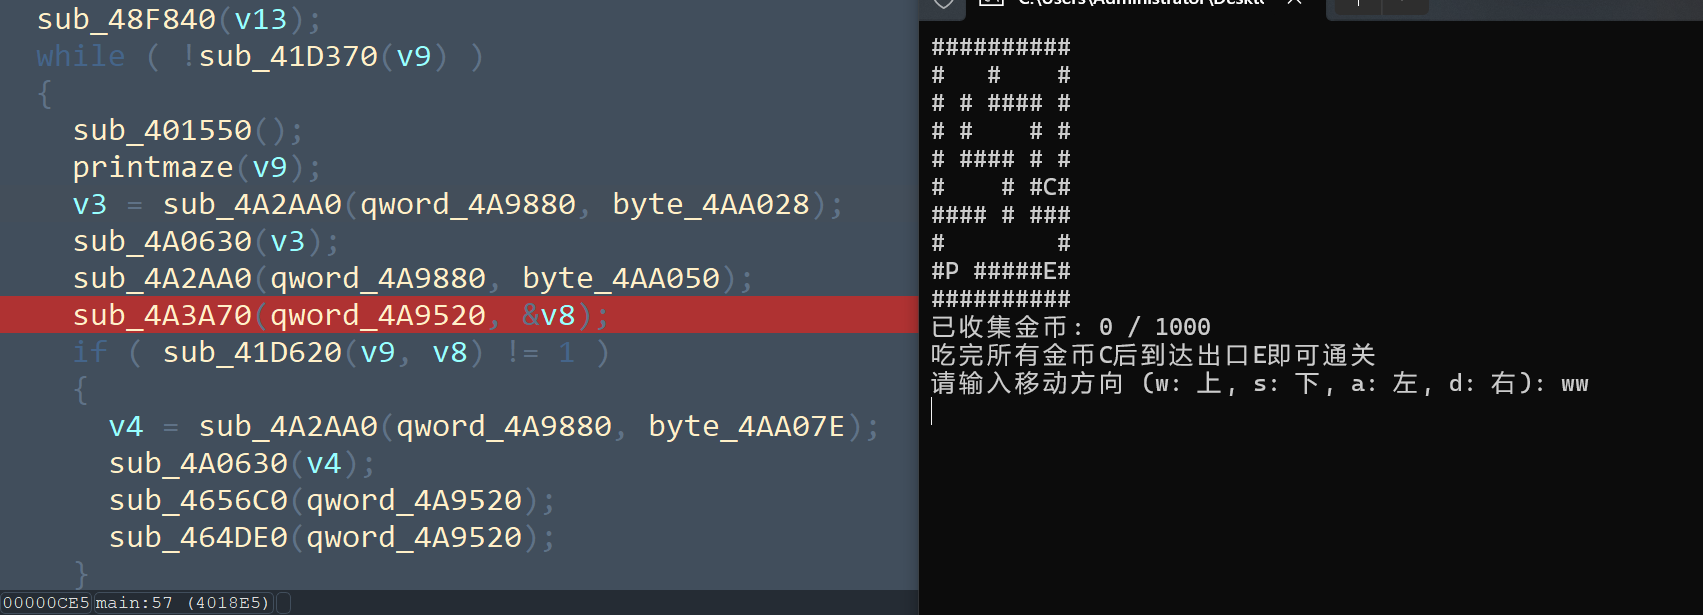 sub_48F840(v13);
while ( !sub_41D370(v9) )
{
sub_401550();
printmaze(v9);
v3 = sub_4A2AA0(qword_4A9880, byte_4AA028);
sub_4A0630(v3);
sub_4A2AA0(qword_4A9880, byte_4AA050);
sub_4A3A70(qword_4A9520, &v8);
if ( sub_41D620(v9, v8) != 1 )
{
v4 = sub_4A2AA0(qword_4A9880, byte_4AA07E);
sub_4A0630(v4);
sub_4656C0(qword_4A9520);
sub_464DE0(qword_4A9520);
}
00000CE5 main:57 (4018E5)
C:\Users\Administrator\Deskt
##########
#   #    #
# # #### #
# #    # #
# #### # #
#    # #C#
#### # ###
#        #
#P #####E#
##########
已收集金币: 0 / 1000
吃完所有金币C后到达出口E即可通关
请输入移动方向 (w: 上, s: 下, a: 左, d: 右): ww